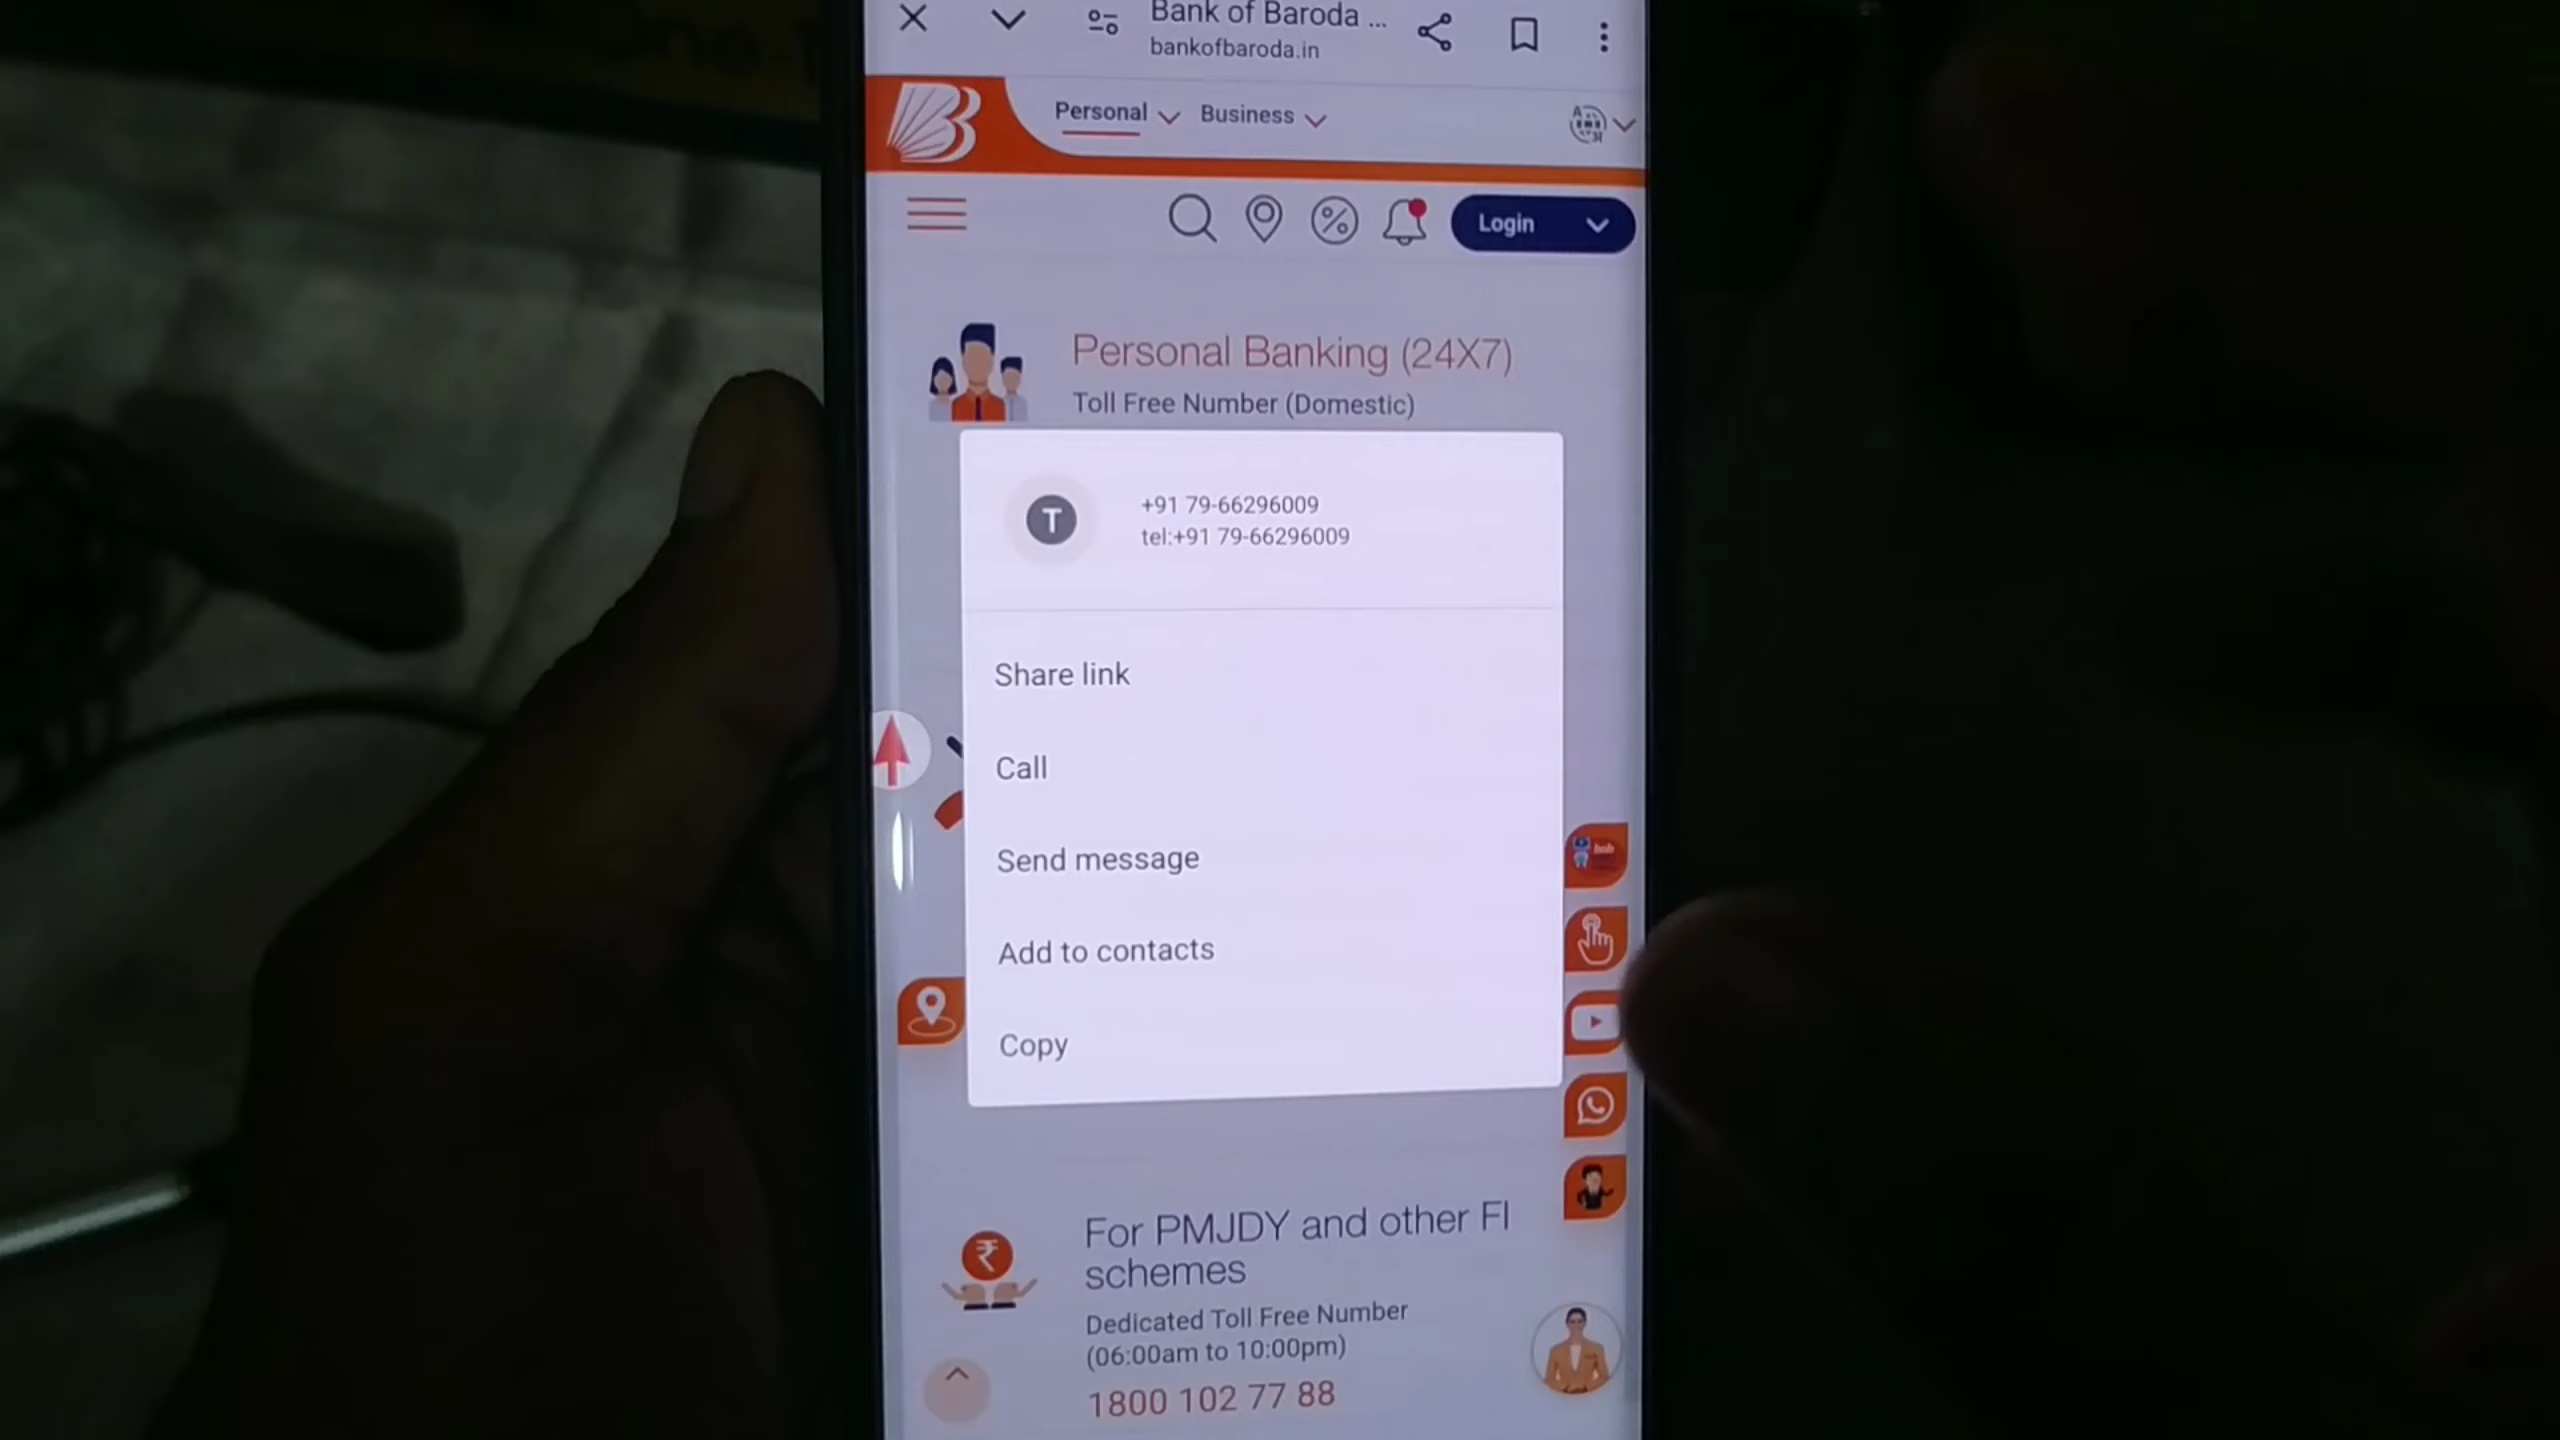 Bank of Baroda ...
bankofbaroda.in
Personal
Business
Login
Personal Banking (24X7)
Toll Free Number (Domestic)
T
+91 79-66296009
tel:+91 79-66296009
Share link
Call
Send message
Add to contacts
Copy
bob
For PMJDY and other FI
schemes
Dedicated Toll Free Number
(06:00am to 10:00pm)
1800 102 77 88